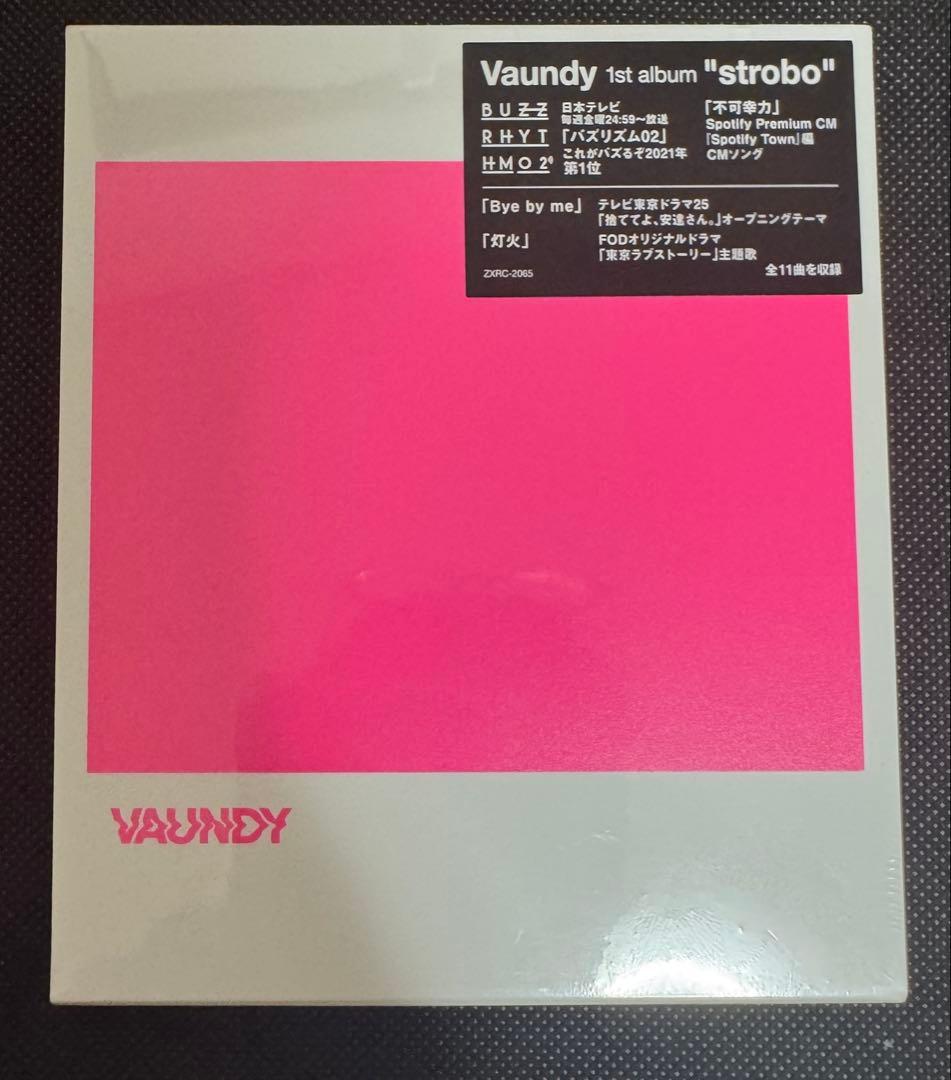 Vaundy 1st album "strobo"
BUZZ
RHYT
HMO 2⁰
日本テレビ
毎週金曜24:59〜放送
「バズリズム02」
これがバズるぞ2021年
第1位
「不可幸力」
Spotify Premium CM
『Spotify Town』編
CMソング
「Bye by me」 テレビ東京ドラマ25
「捨ててよ、安達さん。」オープニングテーマ
「灯火」 FODオリジナルドラマ
「東京ラブストーリー」主題歌
ZXRC-2065 全11曲を収録
VAUNDY